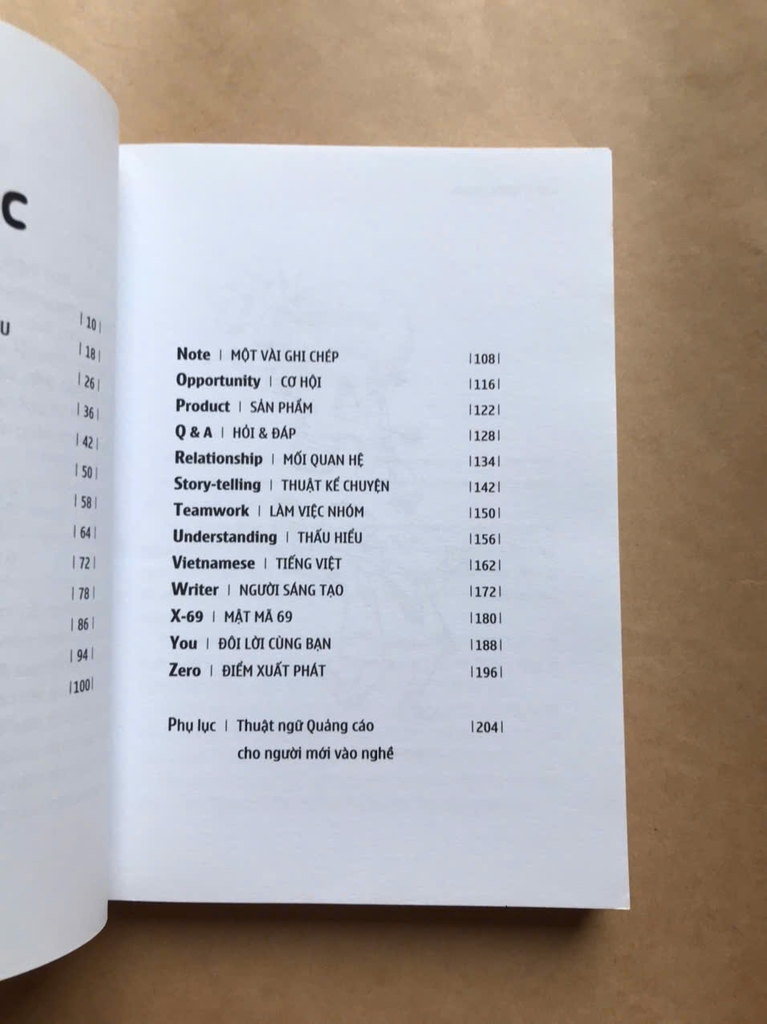 C
U
|10|
|18|
|26|
|36|
|42|
|50|
|58|
|64|
|72|
|78|
|86|
|94|
|100|
Note | MỘT VÀI GHI CHÉP |108|
Opportunity | CƠ HỘI |116|
Product | SẢN PHẨM |122|
Q & A | HỎI & ĐÁP |128|
Relationship | MỐI QUAN HỆ |134|
Story-telling | THUẬT KỂ CHUYỆN |142|
Teamwork | LÀM VIỆC NHÓM |150|
Understanding | THẤU HIỂU |156|
Vietnamese | TIẾNG VIỆT |162|
Writer | NGƯỜI SÁNG TẠO |172|
X-69 | MẬT MÃ 69 |180|
You | ĐÔI LỜI CÙNG BẠN |188|
Zero | ĐIỂM XUẤT PHÁT |196|
Phụ lục | Thuật ngữ Quảng cáo |204|
cho người mới vào nghề